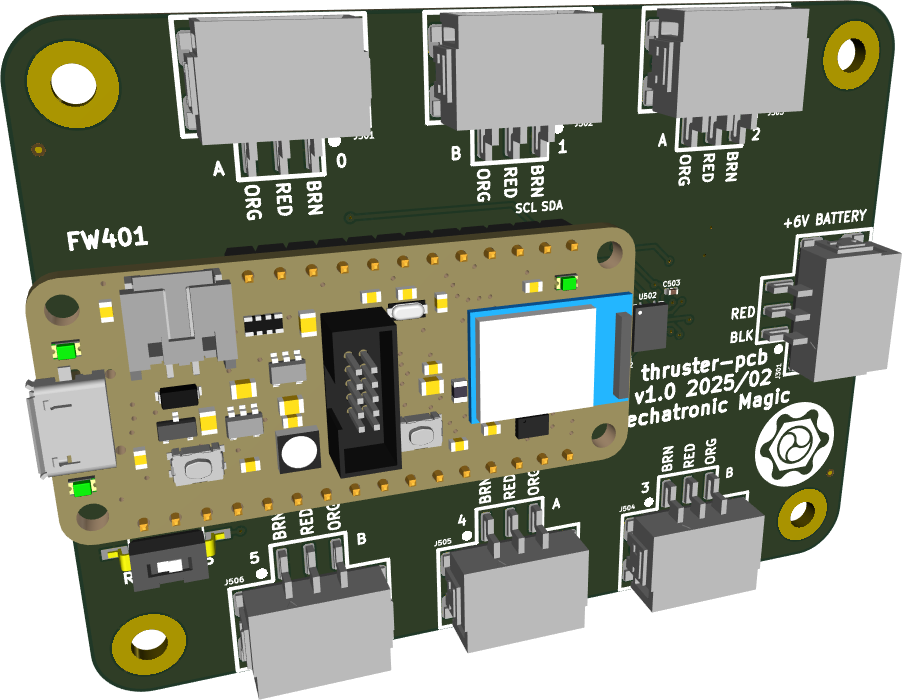 J502
J503
A
0
B
1
A
2
ORG
RED
BRN
ORG
RED
BRN
ORG
RED
BRN
SCL SDA
+6V BATTERY
FW401
C503
U502
RED
BLK
J301
thruster-pcb
v1.0 2025/02
echatronic Magic
BRN
RED
ORG
B
3
J504
BRN
RED
ORG
A
4
J505
BRN
RED
ORG
B
5
J506
R